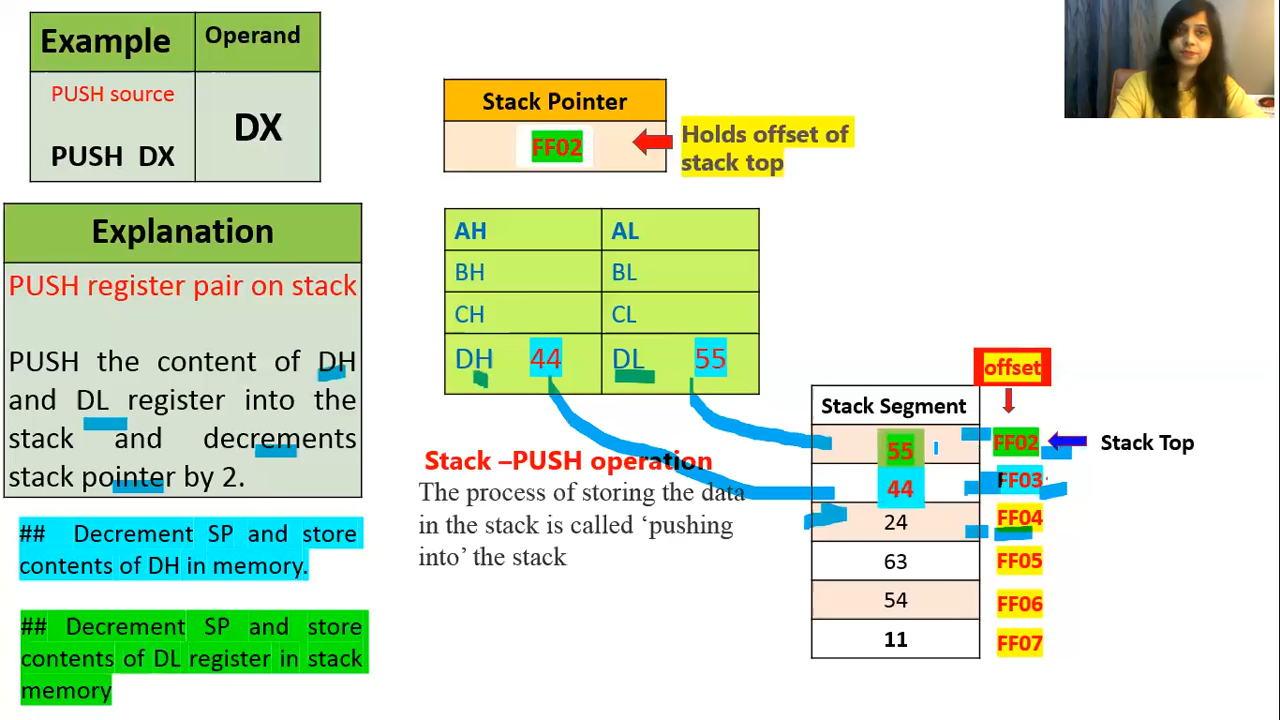 Example
Operand
PUSH source
PUSH DX
DX
Explanation
PUSH register pair on stack
PUSH the content of DH
and DL register into the
stack and decrements
stack pointer by 2.
## Decrement SP and store
contents of DH in memory.
## Decrement SP and store
contents of DL register in stack
memory
Stack Pointer
FF02
Holds offset of
stack top
AH AL
BH BL
CH CL
DH 44 DL 55
Stack –PUSH operation
The process of storing the data
in the stack is called ‘pushing
into’ the stack
offset
Stack Segment
55 FF02 Stack Top
44 FF03
24 FF04
63 FF05
54 FF06
11 FF07